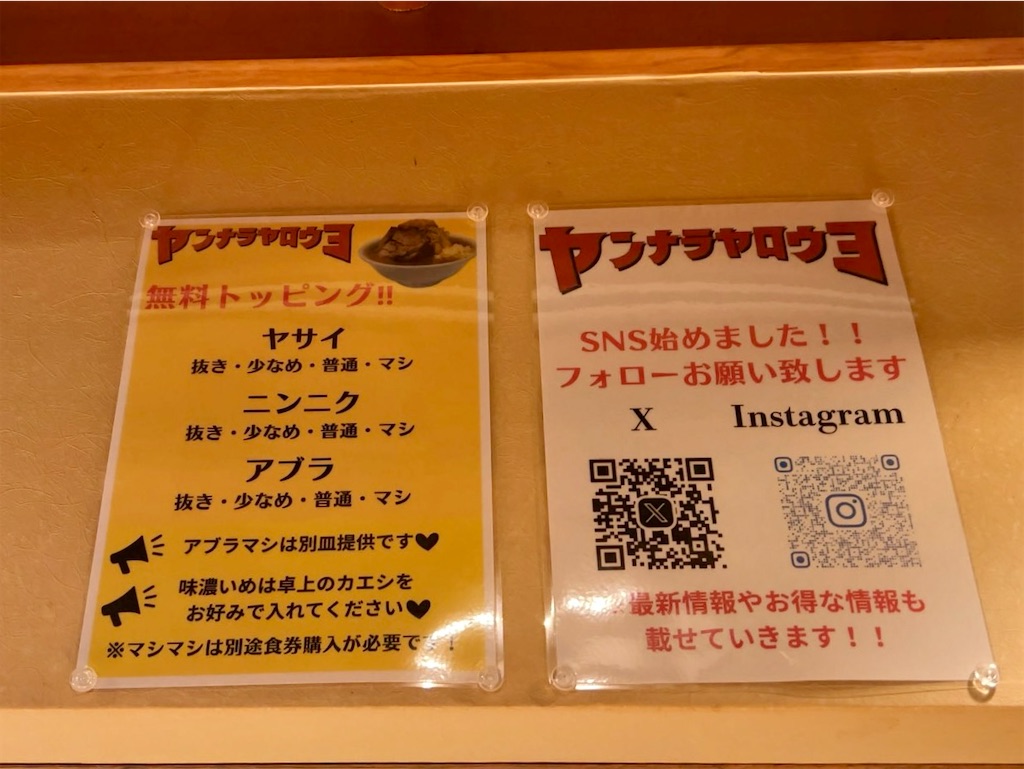 ヤンナラヤロウヨ
無料トッピング!!
ヤサイ
抜き・少なめ・普通・マシ
ニンニク
抜き・少なめ・普通・マシ
アブラ
抜き・少なめ・普通・マシ
アブラマシは別皿提供です♥
味濃いめは卓上のカエシを
お好みで入れてください♥
※マシマシは別途食券購入が必要です！
ヤンナラヤロウヨ
SNS始めました！！
フォローお願い致します
X Instagram
※最新情報やお得な情報も
載せていきます！！